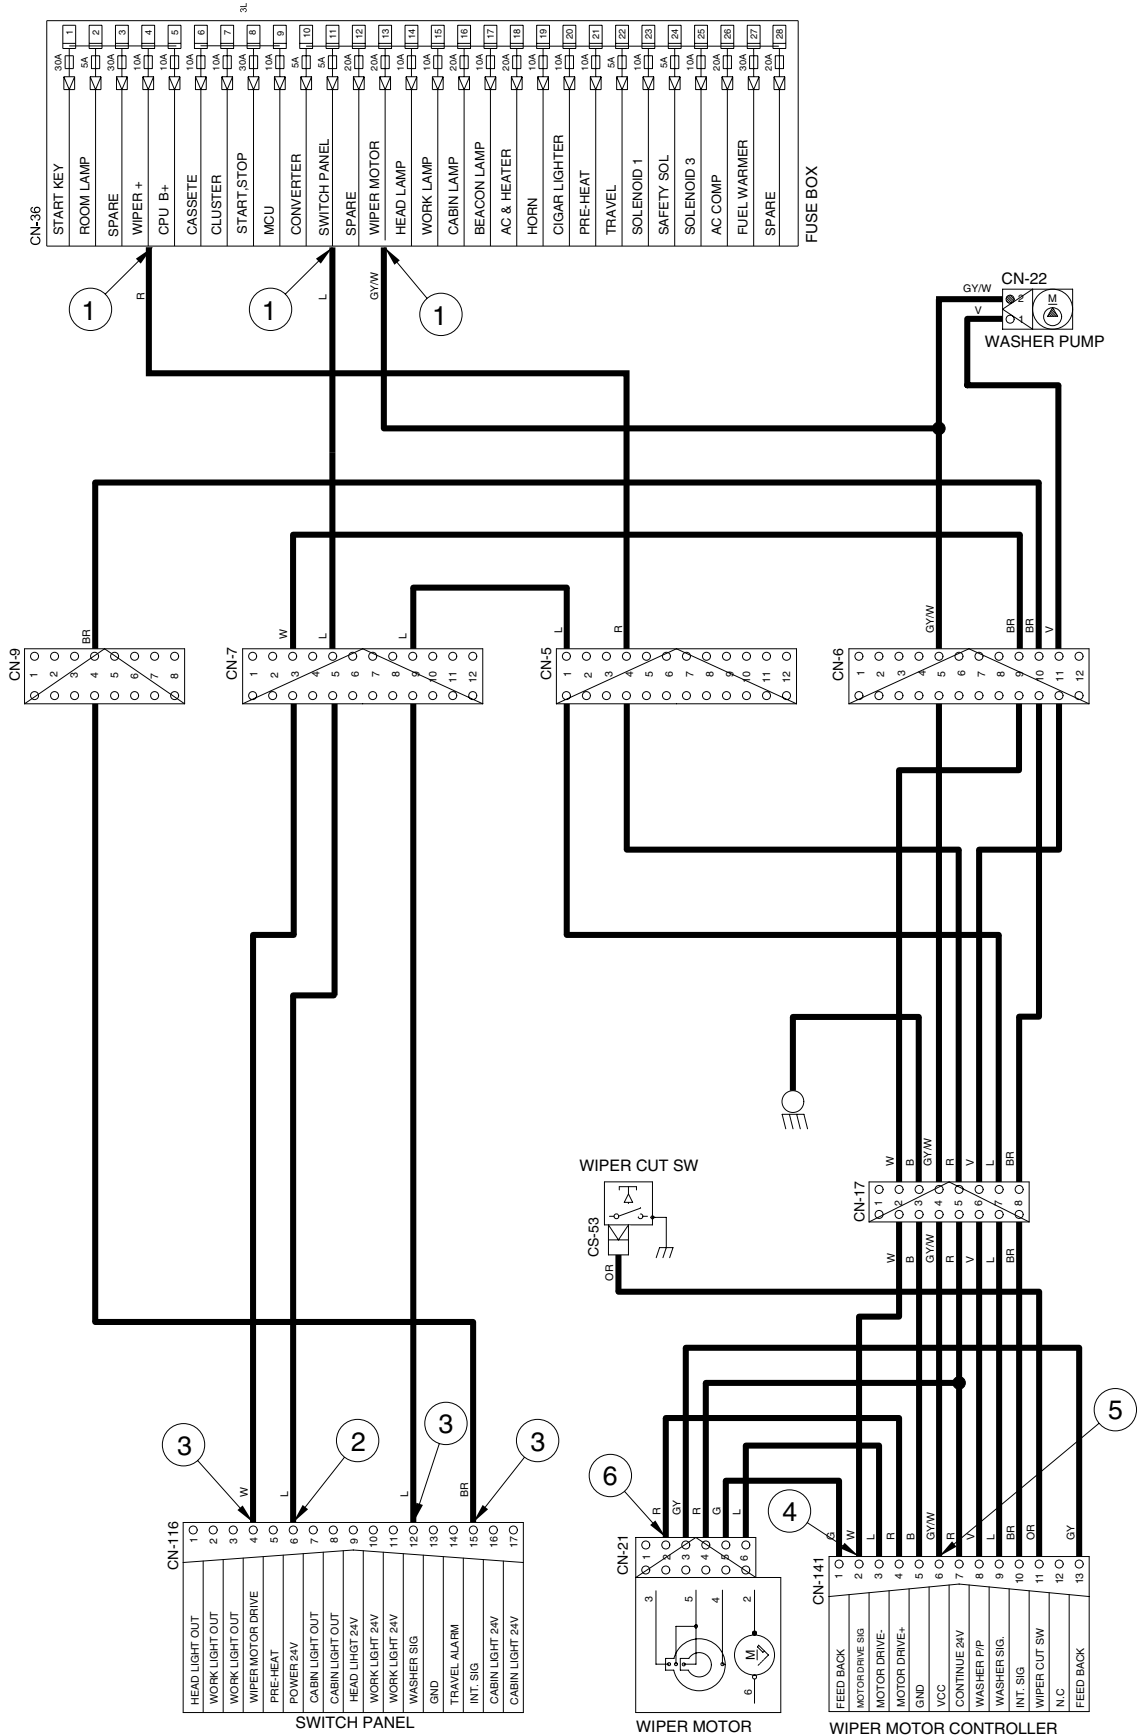 3L
CN-36
1 2 3 4 5 6 7 8 9 10 11 12 13 14 15 16 17 18 19 20 21 22 23 24 25 26 27 28
30A 5A 30A 10A 10A 10A 10A 30A 10A 5A 5A 20A 20A 10A 10A 20A 10A 20A 10A 10A 10A 5A 10A 5A 10A 20A 30A 20A
START KEY
ROOM LAMP
SPARE
WIPER +
CPU B+
CASSETE
CLUSTER
START,STOP
MCU
CONVERTER
SWITCH PANEL
SPARE
WIPER MOTOR
HEAD LAMP
WORK LAMP
CABIN LAMP
BEACON LAMP
AC & HEATER
HORN
CIGAR LIGHTER
PRE-HEAT
TRAVEL
SOLENOID 1
SAFETY SOL
SOLENOID 3
AC COMP
FUEL WARMER
SPARE
FUSE BOX
1 R 1 L GY/W 1
CN-22
GY/W 2
V 1
M
WASHER PUMP
BR W L L L R GY/W BR BR V
CN-9
1 2 3 4 5 6 7 8
CN-7
1 2 3 4 5 6 7 8 9 10 11 12
CN-5
1 2 3 4 5 6 7 8 9 10 11 12
CN-6
1 2 3 4 5 6 7 8 9 10 11 12
WIPER CUT SW
CS-53
OR
W B GY/W R V L BR
CN-17
1 2 3 4 5 6 7 8
W B GY/W R V L BR
3 2 3 3
W L L BR
CN-116
1 2 3 4 5 6 7 8 9 10 11 12 13 14 15 16 17
HEAD LIGHT OUT
WORK LIGHT OUT
WORK LIGHT OUT
WIPER MOTOR DRIVE
PRE-HEAT
POWER 24V
CABIN LIGHT OUT
CABIN LIGHT OUT
HEAD LIHGT 24V
WORK LIGHT 24V
WORK LIGHT 24V
WASHER SIG
GND
TRAVEL ALARM
INT. SIG
CABIN LIGHT 24V
CABIN LIGHT 24V
SWITCH PANEL
6
R GY R G L
CN-21
1 2 3 4 5 6
3 5 4 2
M
6
WIPER MOTOR
4 5
G W L R B GY/W R V L BR OR GY
CN-141
1 2 3 4 5 6 7 8 9 10 11 12 13
FEED BACK
MOTOR DRIVE SIG
MOTOR DRIVE-
MOTOR DRIVE+
GND
VCC
CONTINUE 24V
WASHER P/P
WASHER SIG.
INT. SIG
WIPER CUT SW
N.C
FEED BACK
WIPER MOTOR CONTROLLER